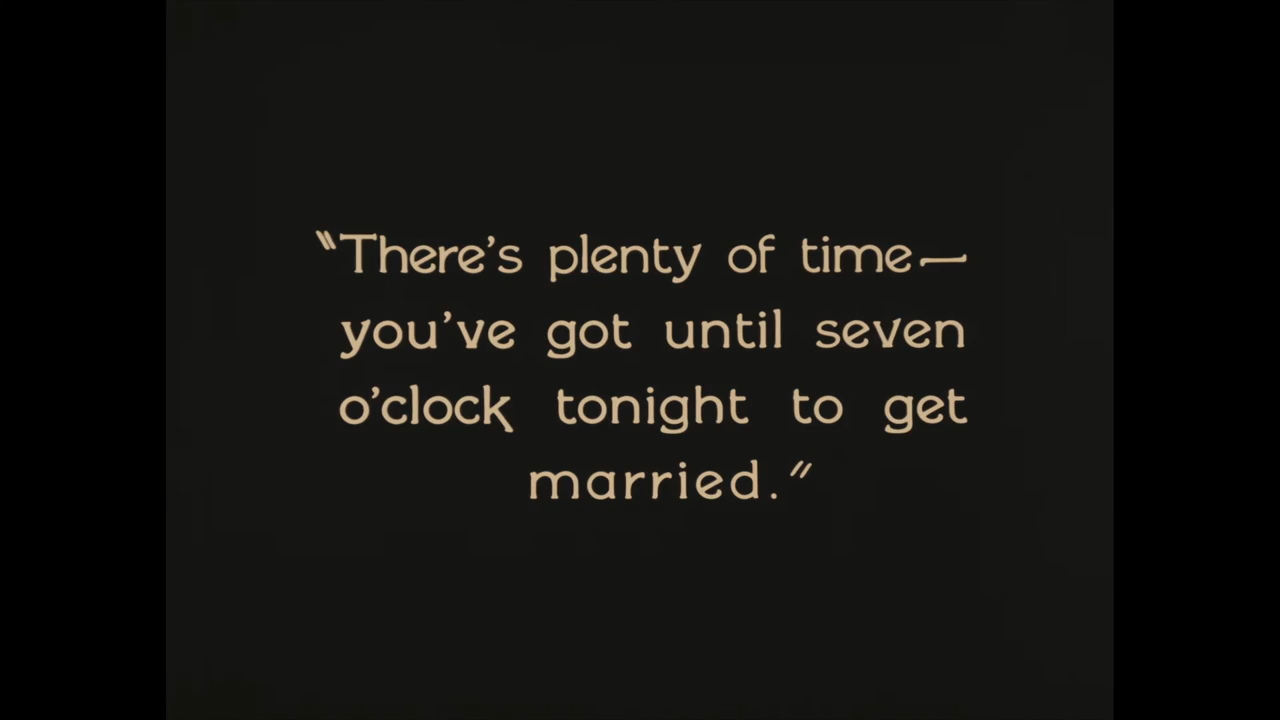 "There's plenty of time—
you've got until seven
o'clock tonight to get
married."